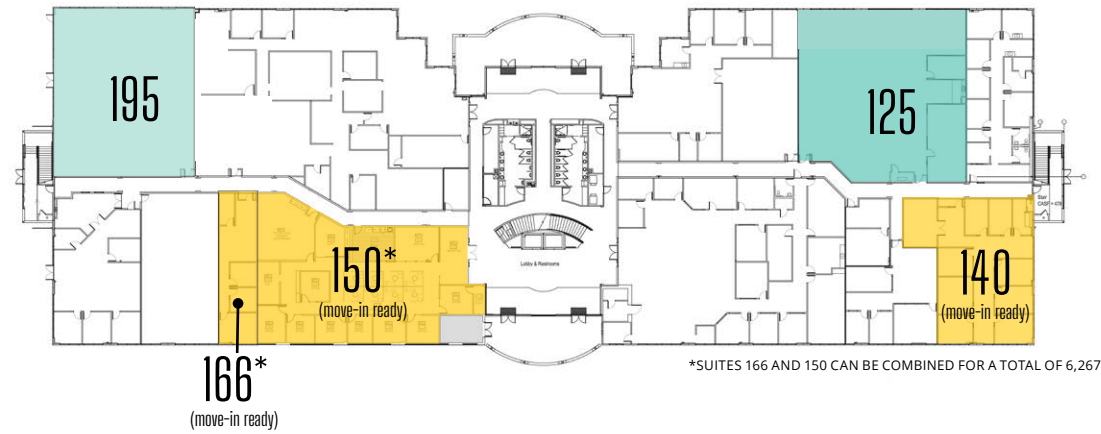 195
125
150*
(move-in ready)
140
(move-in ready)
Lobby & Restrooms
Stair
166*
(move-in ready)
*SUITES 166 AND 150 CAN BE COMBINED FOR A TOTAL OF 6,267